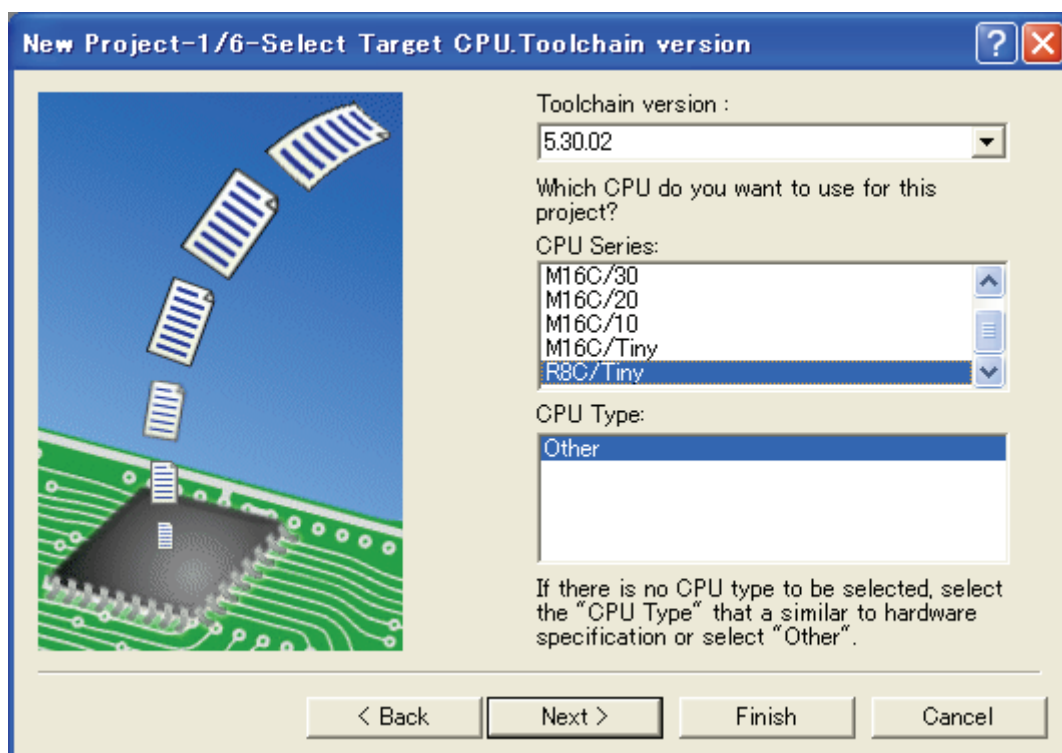 New Project-1/6-Select Target CPU.Toolchain version
Toolchain version :
5.30.02
Which CPU do you want to use for this
project?
CPU Series:
M16C/30
M16C/20
M16C/10
M16C/Tiny
R8C/Tiny
CPU Type:
Other
If there is no CPU type to be selected, select
the "CPU Type" that a similar to hardware
specification or select "Other".
< Back
Next >
Finish
Cancel